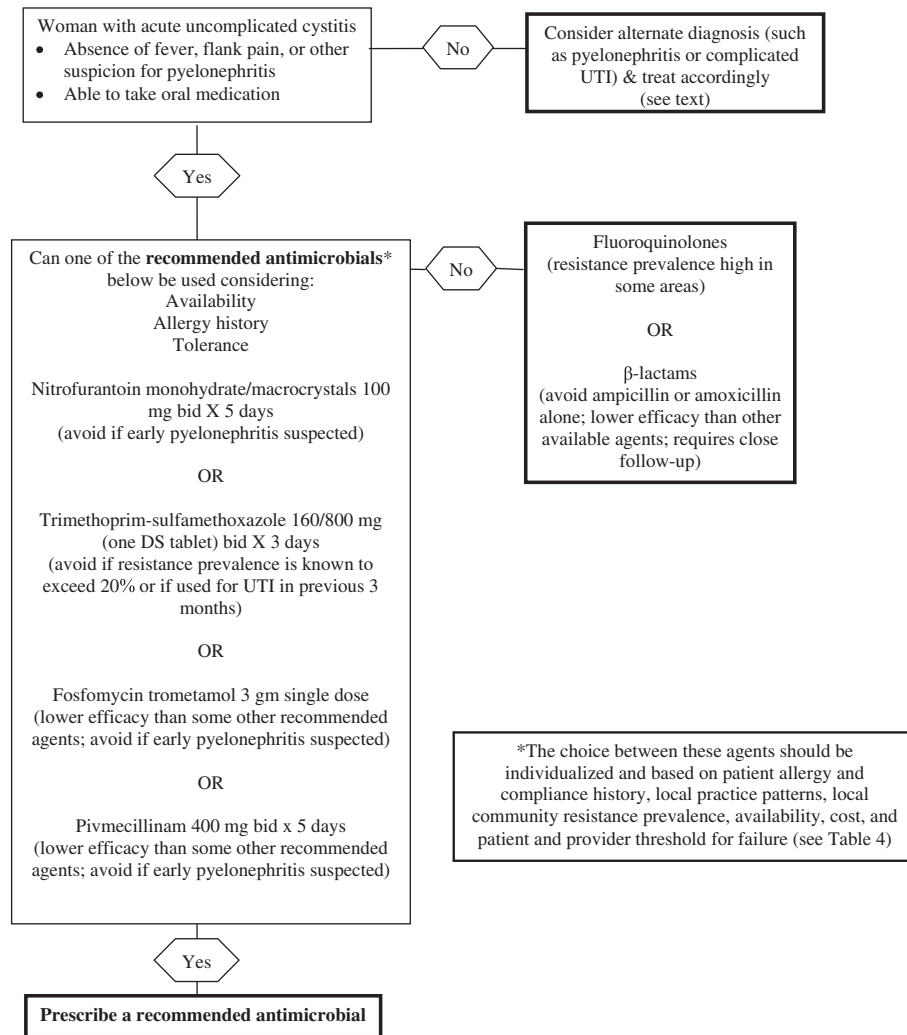 Woman with acute uncomplicated cystitis
• Absence of fever, flank pain, or other
suspicion for pyelonephritis
• Able to take oral medication
No
Consider alternate diagnosis (such
as pyelonephritis or complicated
UTI) & treat accordingly
(see text)
Yes
Can one of the recommended antimicrobials*
below be used considering:
Availability
Allergy history
Tolerance
Nitrofurantoin monohydrate/macrocrystals 100
mg bid X 5 days
(avoid if early pyelonephritis suspected)
OR
Trimethoprim-sulfamethoxazole 160/800 mg
(one DS tablet) bid X 3 days
(avoid if resistance prevalence is known to
exceed 20% or if used for UTI in previous 3
months)
OR
Fosfomycin trometamol 3 gm single dose
(lower efficacy than some other recommended
agents; avoid if early pyelonephritis suspected)
OR
Pivmecillinam 400 mg bid x 5 days
(lower efficacy than some other recommended
agents; avoid if early pyelonephritis suspected)
No
Fluoroquinolones
(resistance prevalence high in
some areas)
OR
β-lactams
(avoid ampicillin or amoxicillin
alone; lower efficacy than other
available agents; requires close
follow-up)
*The choice between these agents should be
individualized and based on patient allergy and
compliance history, local practice patterns, local
community resistance prevalence, availability, cost, and
patient and provider threshold for failure (see Table 4)
Yes
Prescribe a recommended antimicrobial